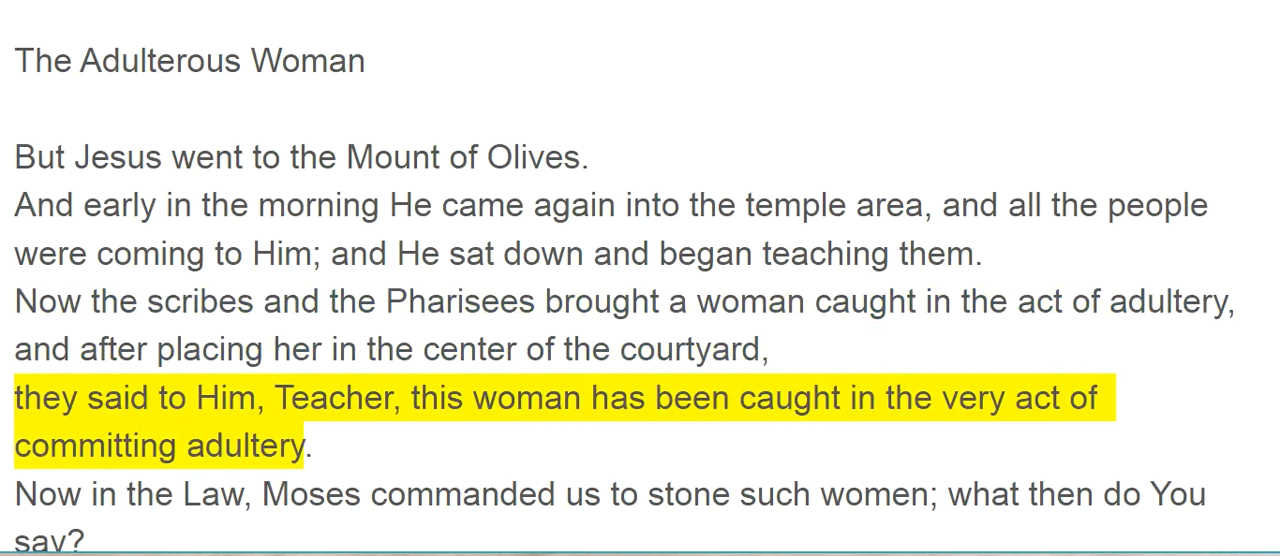 The Adulterous Woman
But Jesus went to the Mount of Olives.
And early in the morning He came again into the temple area, and all the people
were coming to Him; and He sat down and began teaching them.
Now the scribes and the Pharisees brought a woman caught in the act of adultery,
and after placing her in the center of the courtyard,
they said to Him, Teacher, this woman has been caught in the very act of
committing adultery.
Now in the Law, Moses commanded us to stone such women; what then do You
say?